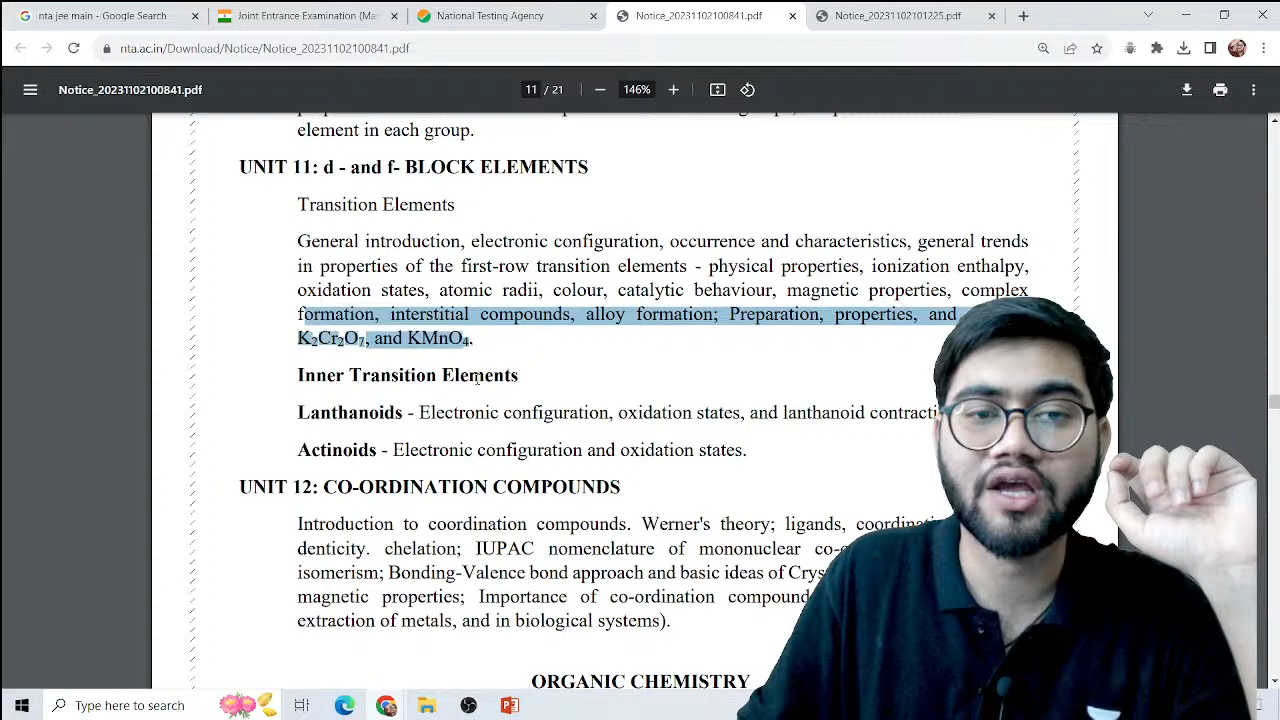 nta jee main - Google Search
Joint Entrance Examination (Mai
National Testing Agency
Notice_20231102100841.pdf
Notice_20231102101225.pdf
nta.ac.in/Download/Notice/Notice_20231102100841.pdf
Notice_20231102100841.pdf
11 / 21
146%
element in each group.
UNIT 11: d - and f- BLOCK ELEMENTS
Transition Elements
General introduction, electronic configuration, occurrence and characteristics, general trends
in properties of the first-row transition elements - physical properties, ionization enthalpy,
oxidation states, atomic radii, colour, catalytic behaviour, magnetic properties, complex
formation, interstitial compounds, alloy formation; Preparation, properties, and
K₂Cr₂O₇, and KMnO₄.
Inner Transition Elements
Lanthanoids - Electronic configuration, oxidation states, and lanthanoid contracti
Actinoids - Electronic configuration and oxidation states.
UNIT 12: CO-ORDINATION COMPOUNDS
Introduction to coordination compounds. Werner's theory; ligands, coordinati
denticity. chelation; IUPAC nomenclature of mononuclear co-o
isomerism; Bonding-Valence bond approach and basic ideas of Crys
magnetic properties; Importance of co-ordination compound
extraction of metals, and in biological systems).
ORGANIC CHEMISTRY
Type here to search